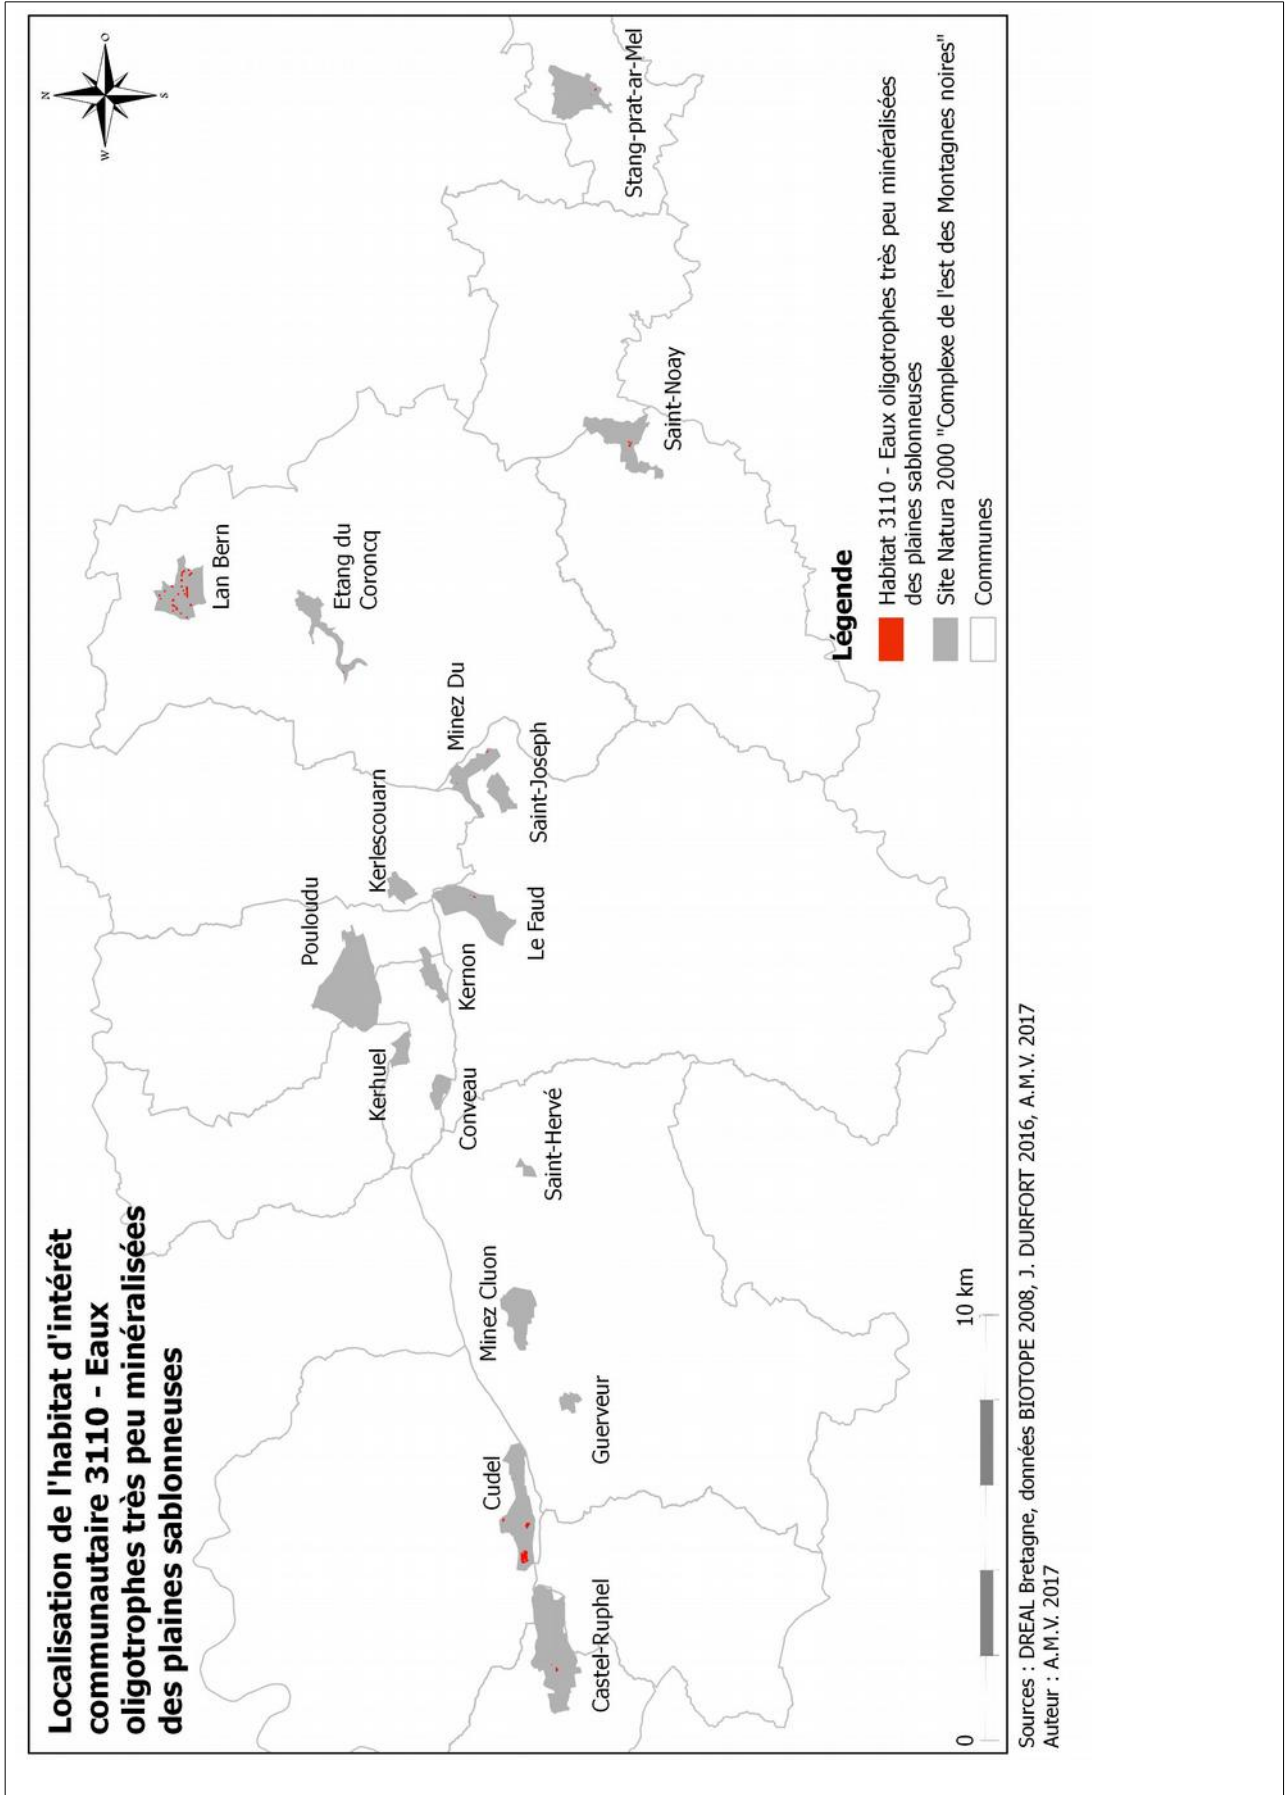 Localisation de l'habitat d'intérêt
communautaire 3110 - Eaux
oligotrophes très peu minéralisées
des plaines sablonneuses
N
W
O
S
Lan Bern
Etang du
Coroncq
Pouloudu
Kerlescouarn
Minez Du
Saint-Joseph
Kerhuel
Kernon
Conveau
Le Faud
Saint-Hervé
Minez Cluon
Cudel
Guerveur
Castel-Ruphel
Stang-prat-ar-Mel
Saint-Noay
Légende
Habitat 3110 - Eaux oligotrophes très peu minéralisées
des plaines sablonneuses
Site Natura 2000 "Complexe de l'est des Montagnes noires"
Communes
0
10 km
Sources : DREAL Bretagne, données BIOTOPE 2008, J. DURFORT 2016, A.M.V. 2017
Auteur : A.M.V. 2017